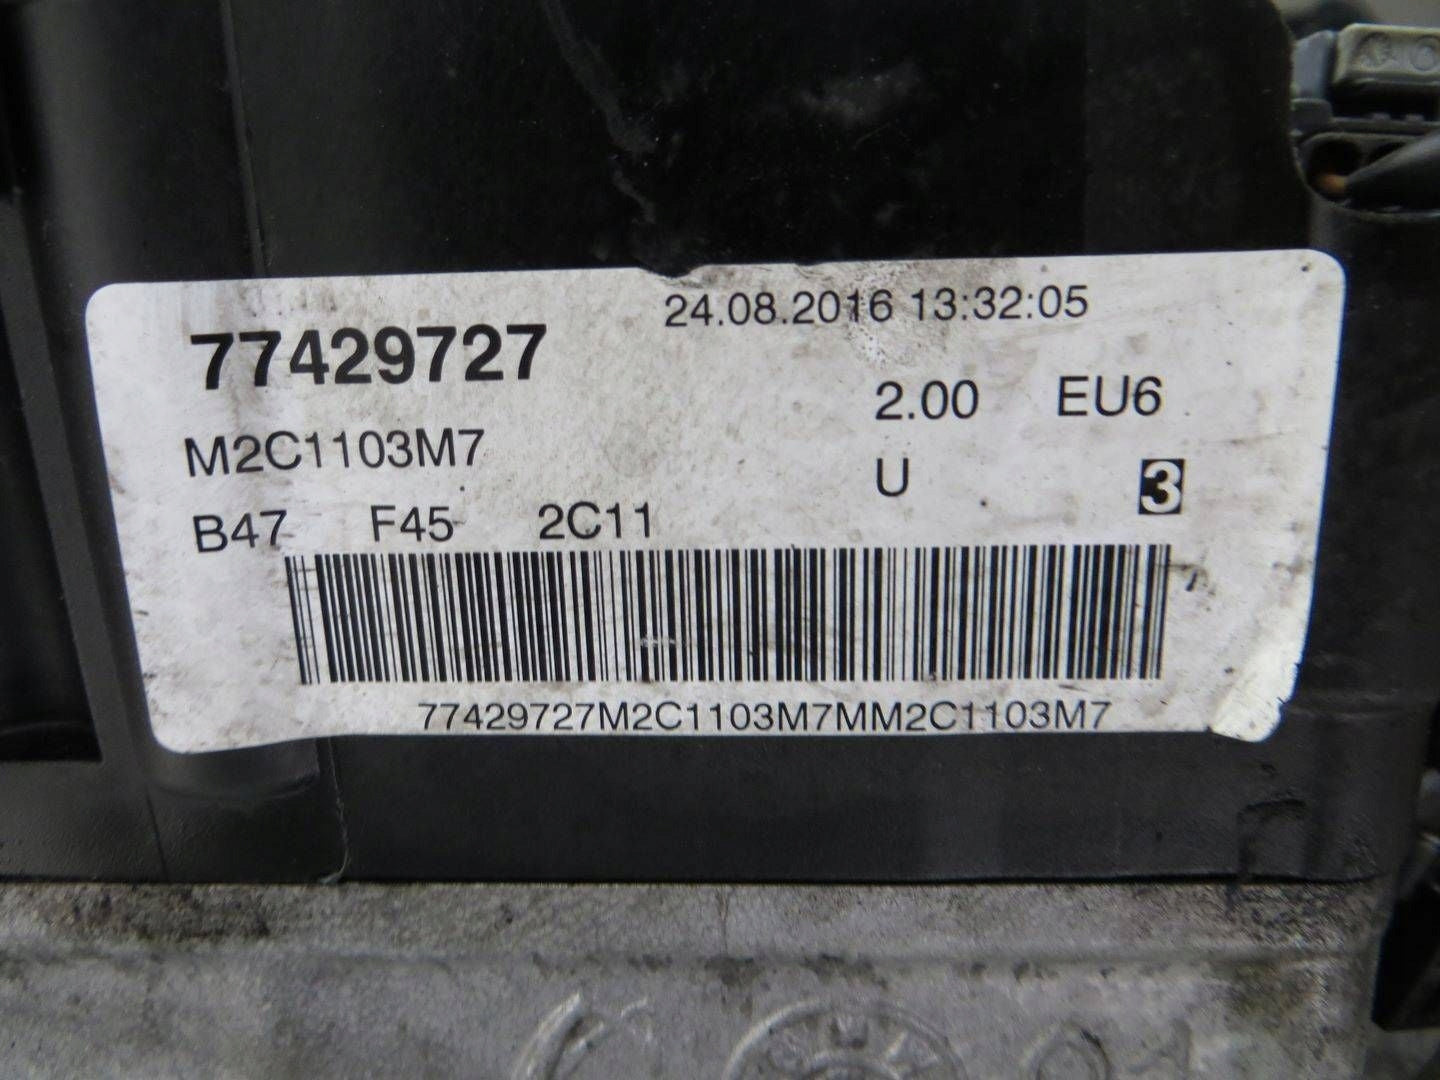 24.08.2016 13:32:05
77429727
2.00 EU6
M2C1103M7
U 3
B47 F45 2C11
77429727M2C1103M7MM2C1103M7